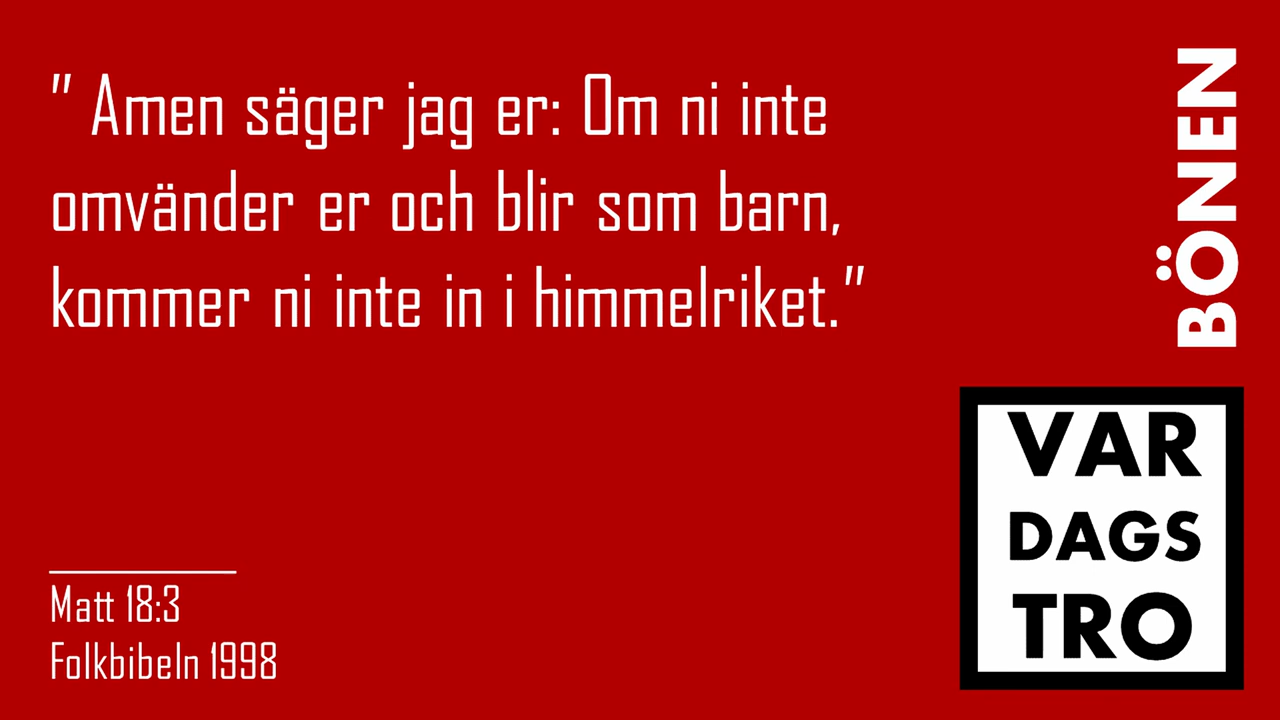 ” Amen säger jag er: Om ni inte
omvänder er och blir som barn,
kommer ni inte in i himmelriket.”
Matt 18:3
Folkbibeln 1998
BÖNEN
VAR
DAGS
TRO